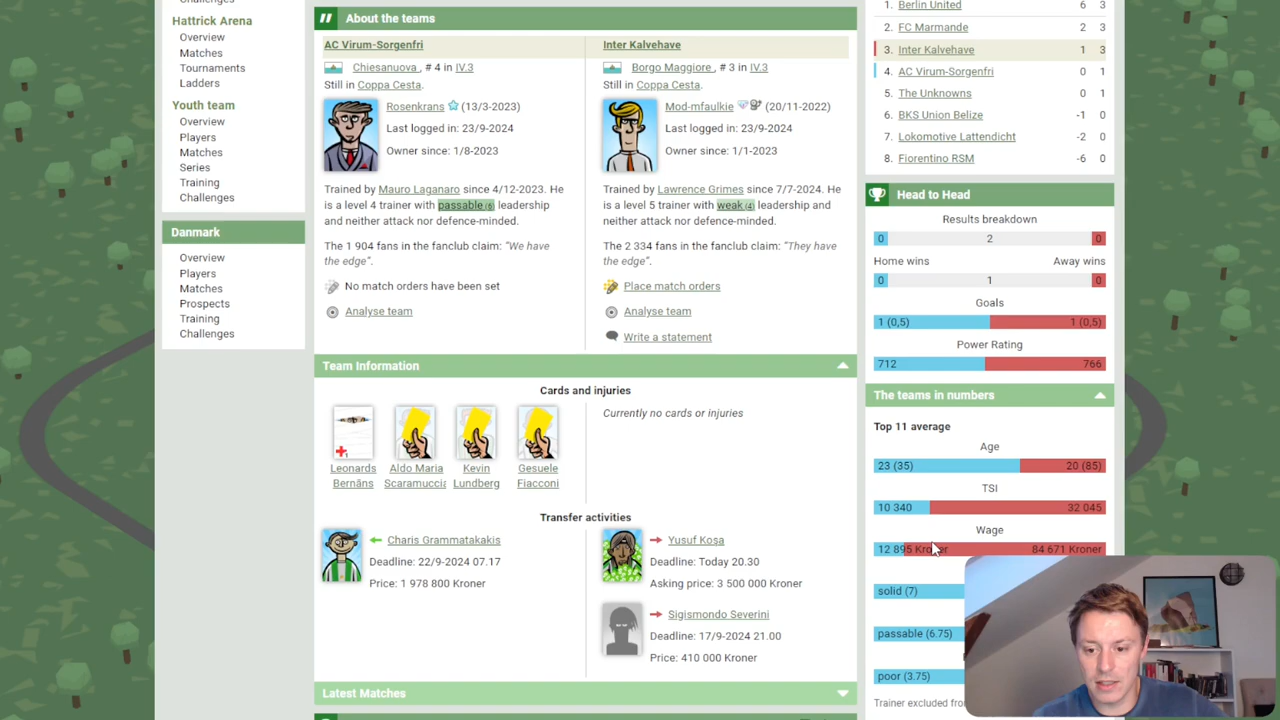 Challenges
Hattrick Arena
Overview
Matches
Tournaments
Ladders
Youth team
Overview
Players
Matches
Series
Training
Challenges
Danmark
Overview
Players
Matches
Prospects
Training
Challenges
About the teams
AC Virum-Sorgenfri
Chiesanuova , # 4 in IV.3
Still in Coppa Cesta.
Rosenkrans (13/3-2023)
Last logged in: 23/9-2024
Owner since: 1/8-2023
Trained by Mauro Laganaro since 4/12-2023. He
is a level 4 trainer with passable (6) leadership
and neither attack nor defence-minded.
The 1 904 fans in the fanclub claim: “We have
the edge”.
No match orders have been set
Analyse team
Inter Kalvehave
Borgo Maggiore , # 3 in IV.3
Still in Coppa Cesta.
Mod-mfaulkie (20/11-2022)
Last logged in: 23/9-2024
Owner since: 1/1-2023
Trained by Lawrence Grimes since 7/7-2024. He
is a level 5 trainer with weak (4) leadership
and neither attack nor defence-minded.
The 2 334 fans in the fanclub claim: “They have
the edge”.
Place match orders
Analyse team
Write a statement
Team Information
Cards and injuries
Leonards
Bernāns
Aldo Maria
Scaramuccia
Kevin
Lundberg
Gesuele
Fiacconi
Currently no cards or injuries
Transfer activities
Charis Grammatakakis
Deadline: 22/9-2024 07.17
Price: 1 978 800 Kroner
Yusuf Kosa
Deadline: Today 20.30
Asking price: 3 500 000 Kroner
Sigismondo Severini
Deadline: 17/9-2024 21.00
Price: 410 000 Kroner
Latest Matches
1. Berlin United 6 3
2. FC Marmande 2 3
3. Inter Kalvehave 1 3
4. AC Virum-Sorgenfri 0 1
5. The Unknowns 0 1
6. BKS Union Belize -1 0
7. Lokomotive Lattendicht -2 0
8. Fiorentino RSM -6 0
Head to Head
Results breakdown
0 2 0
Home wins Away wins
0 1 0
Goals
1 (0,5) 1 (0,5)
Power Rating
712 766
The teams in numbers
Top 11 average
Age
23 (35) 20 (85)
TSI
10 340 32 045
Wage
12 895 Kroner 84 671 Kroner
solid (7)
passable (6.75)
poor (3.75)
Trainer excluded